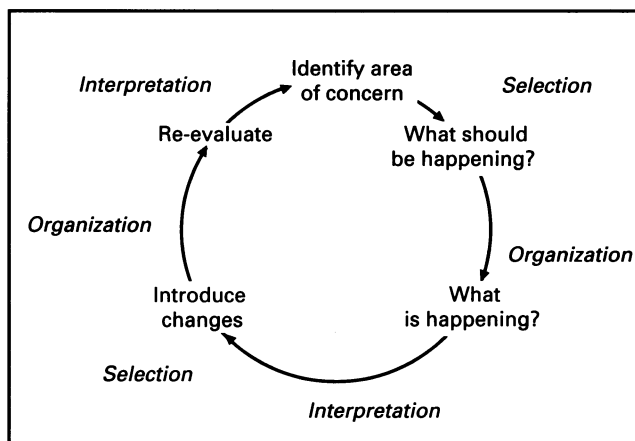 Identify area
of concern
Selection
What should
be happening?
Organization
What
is happening?
Interpretation
Introduce
changes
Selection
Organization
Re-evaluate
Interpretation